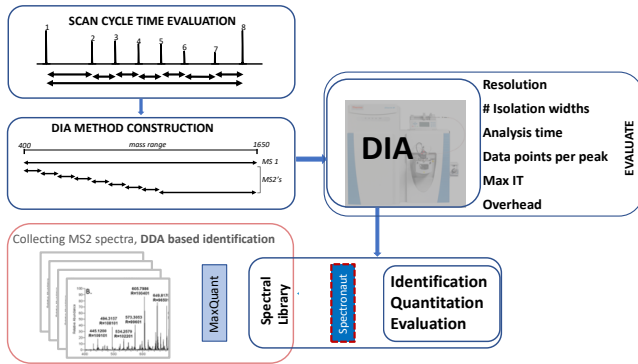 SCAN CYCLE TIME EVALUATION
1 2 3 4 5 6 7 8
DIA METHOD CONSTRUCTION
400 mass range 1650
MS 1
MS2's
DIA
Resolution
# Isolation widths
Analysis time
Data points per peak
Max IT
Overhead
EVALUATE
Collecting MS2 spectra, DDA based identification
B.
MaxQuant
Spectral
Library
Spectronaut
Identification
Quantitation
Evaluation